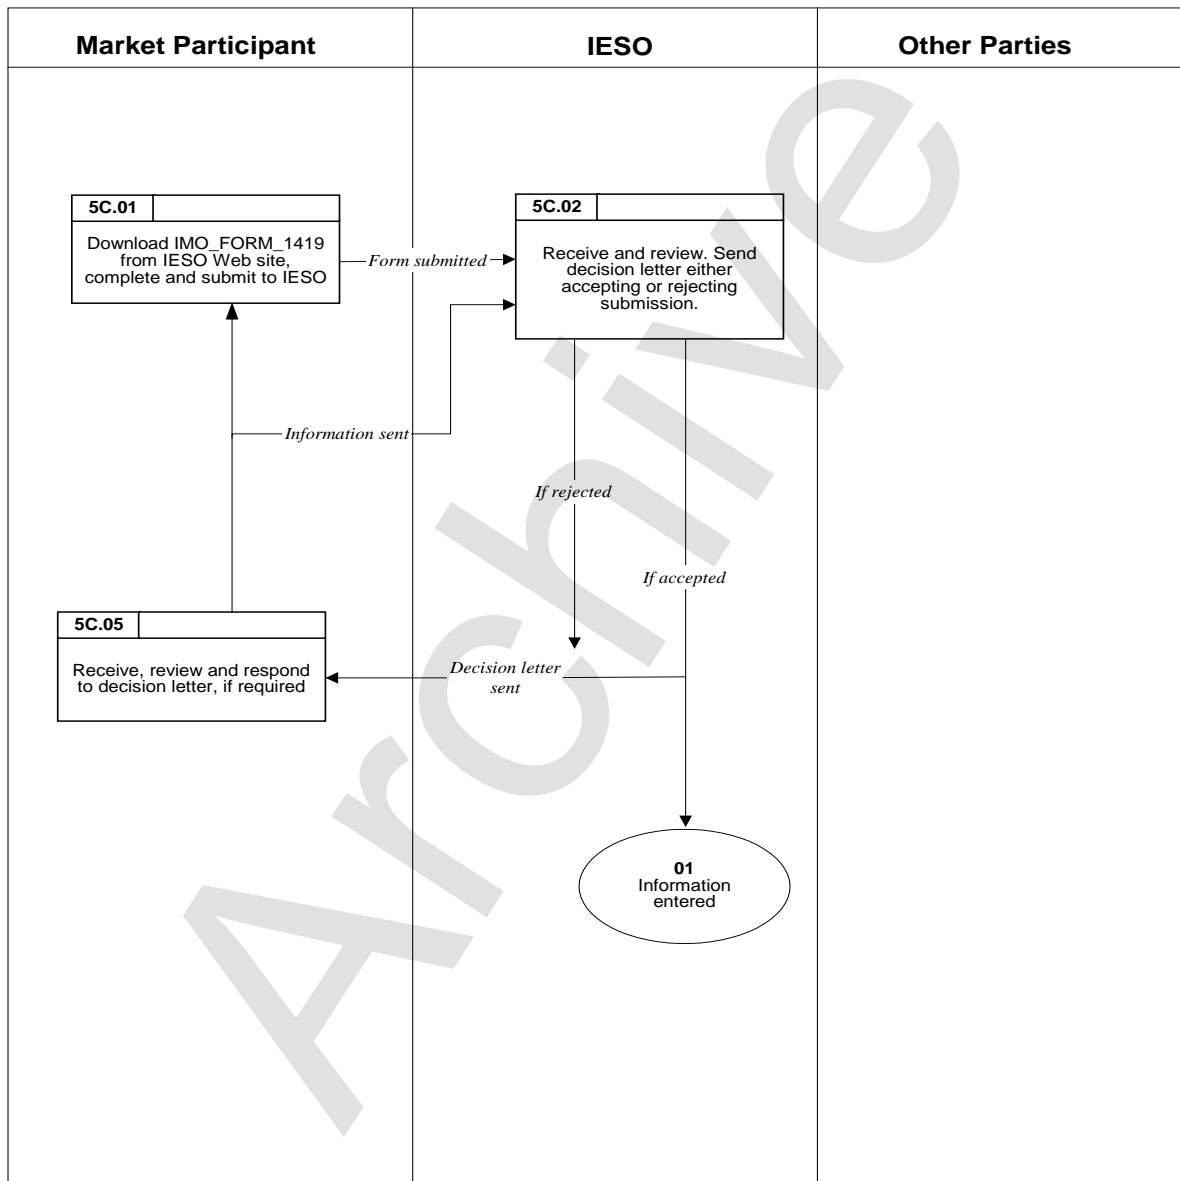 Market Participant
IESO
Other Parties
5C.01
Download IMO_FORM_1419
from IESO Web site,
complete and submit to IESO
Form submitted
5C.02
Receive and review. Send
decision letter either
accepting or rejecting
submission.
Information sent
If rejected
If accepted
5C.05
Receive, review and respond
to decision letter, if required
Decision letter
sent
01
Information
entered
Archive